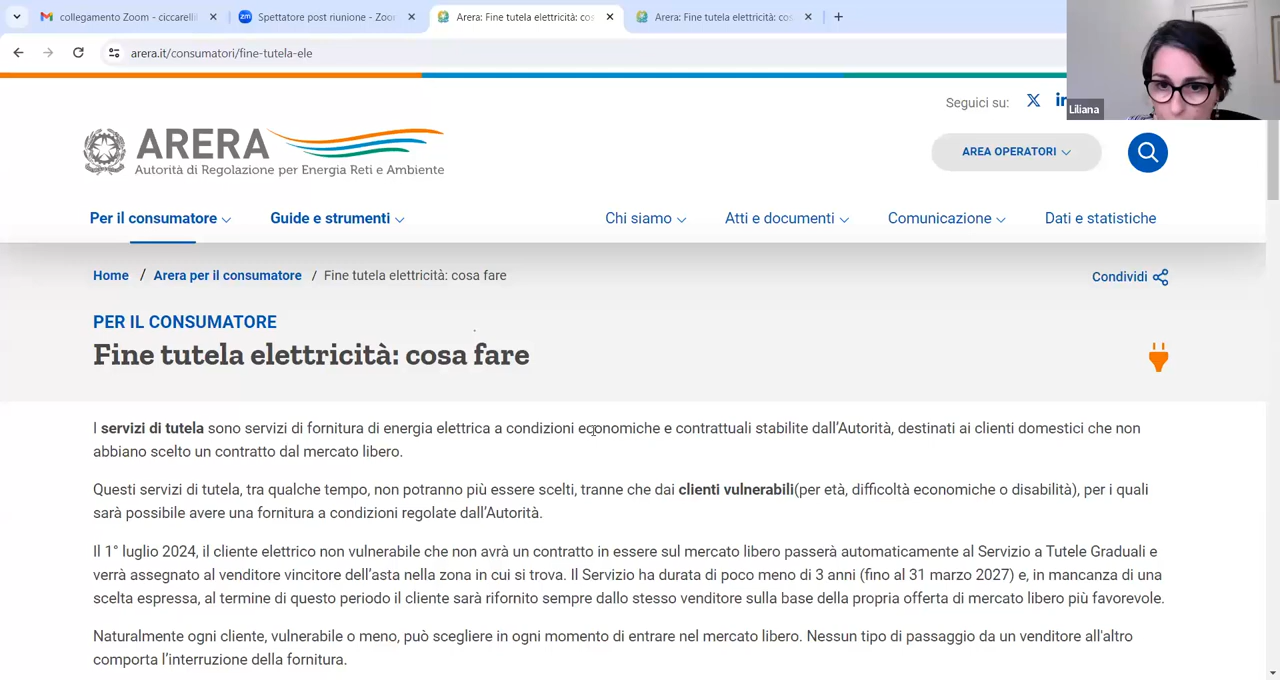 collegamento Zoom - ciccarelli
Spettatore post riunione - Zoo
Arera: Fine tutela elettricità: cos
Arera: Fine tutela elettricità: cos
arera.it/consumatori/fine-tutela-ele
Liliana
Seguici su:
ARERA
Autorità di Regolazione per Energia Reti e Ambiente
AREA OPERATORI
Per il consumatore
Guide e strumenti
Chi siamo
Atti e documenti
Comunicazione
Dati e statistiche
Home / Arera per il consumatore / Fine tutela elettricità: cosa fare
Condividi
PER IL CONSUMATORE
Fine tutela elettricità: cosa fare
I servizi di tutela sono servizi di fornitura di energia elettrica a condizioni economiche e contrattuali stabilite dall'Autorità, destinati ai clienti domestici che non
abbiano scelto un contratto dal mercato libero.
Questi servizi di tutela, tra qualche tempo, non potranno più essere scelti, tranne che dai clienti vulnerabili(per età, difficoltà economiche o disabilità), per i quali
sarà possibile avere una fornitura a condizioni regolate dall'Autorità.
Il 1° luglio 2024, il cliente elettrico non vulnerabile che non avrà un contratto in essere sul mercato libero passerà automaticamente al Servizio a Tutele Graduali e
verrà assegnato al venditore vincitore dell'asta nella zona in cui si trova. Il Servizio ha durata di poco meno di 3 anni (fino al 31 marzo 2027) e, in mancanza di una
scelta espressa, al termine di questo periodo il cliente sarà rifornito sempre dallo stesso venditore sulla base della propria offerta di mercato libero più favorevole.
Naturalmente ogni cliente, vulnerabile o meno, può scegliere in ogni momento di entrare nel mercato libero. Nessun tipo di passaggio da un venditore all'altro
comporta l'interruzione della fornitura.